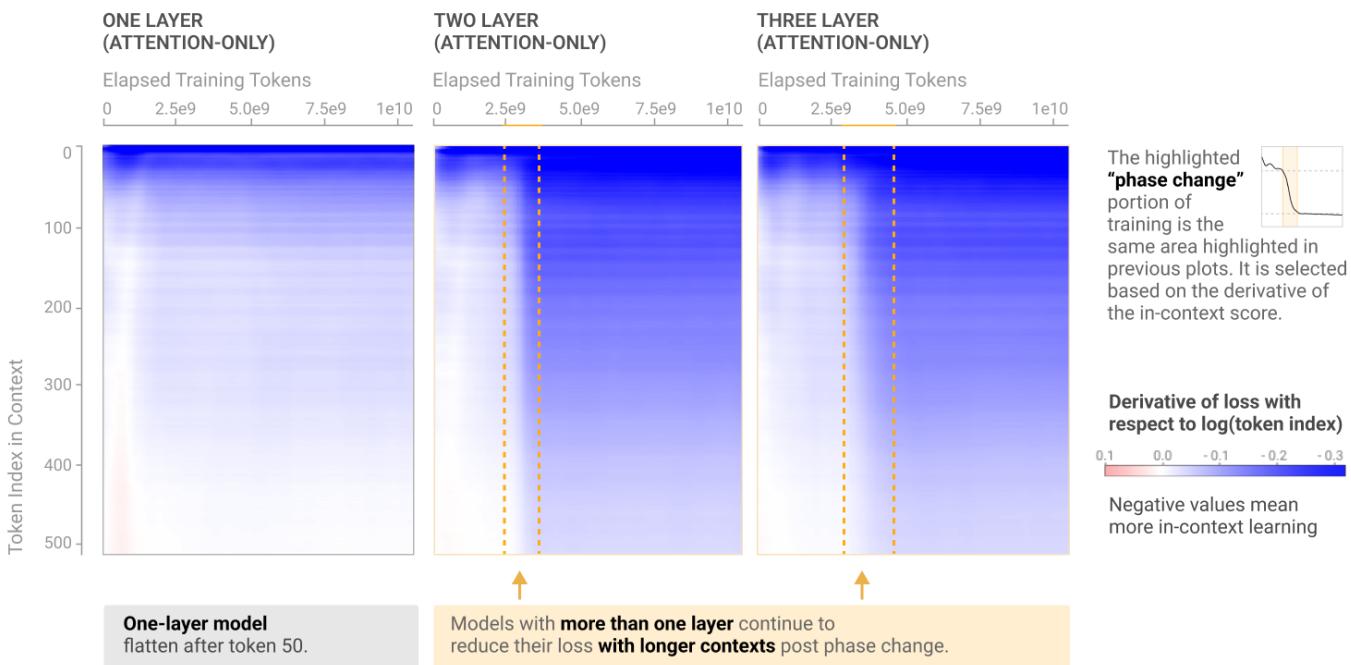 ONE LAYER
(ATTENTION-ONLY)
Elapsed Training Tokens
0 2.5e9 5.0e9 7.5e9 1e10
TWO LAYER
(ATTENTION-ONLY)
Elapsed Training Tokens
0 2.5e9 5.0e9 7.5e9 1e10
THREE LAYER
(ATTENTION-ONLY)
Elapsed Training Tokens
0 2.5e9 5.0e9 7.5e9 1e10
Token Index in Context
0
100
200
300
400
500
The highlighted
“phase change”
portion of
training is the
same area highlighted in
previous plots. It is selected
based on the derivative of
the in-context score.
Derivative of loss with
respect to log(token index)
0.1 0.0 -0.1 -0.2 -0.3
Negative values mean
more in-context learning
One-layer model
flatten after token 50.
Models with more than one layer continue to
reduce their loss with longer contexts post phase change.